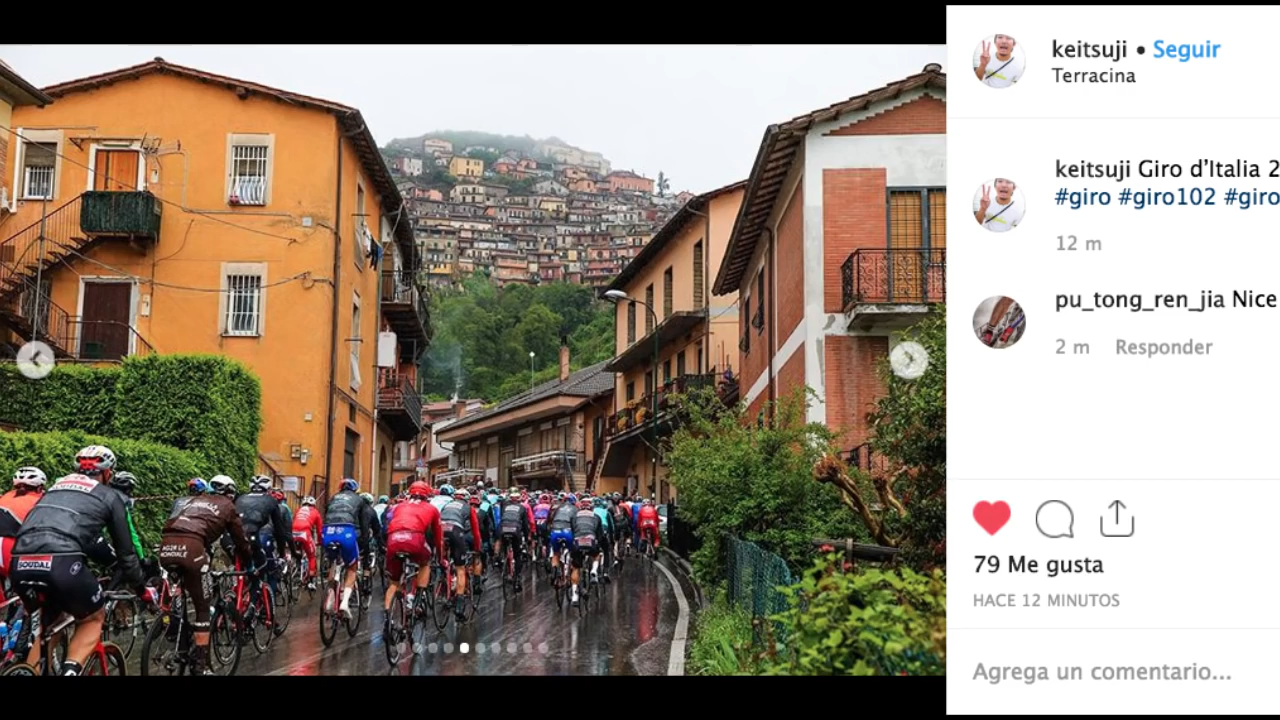 keitsuji • Seguir
Terracina
keitsuji Giro d'Italia 2
#giro #giro102 #giro
12 m
pu_tong_ren_jia Nice
2 m Responder
79 Me gusta
HACE 12 MINUTOS
Agrega un comentario...
SOUDAL
SOUDAL
AG2R LA
MONDIALE